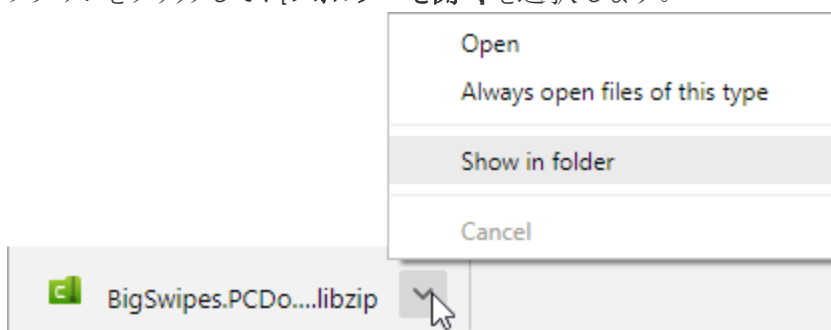 Open
Always open files of this type
Show in folder
Cancel
BigSwipes.PCDo....libzip